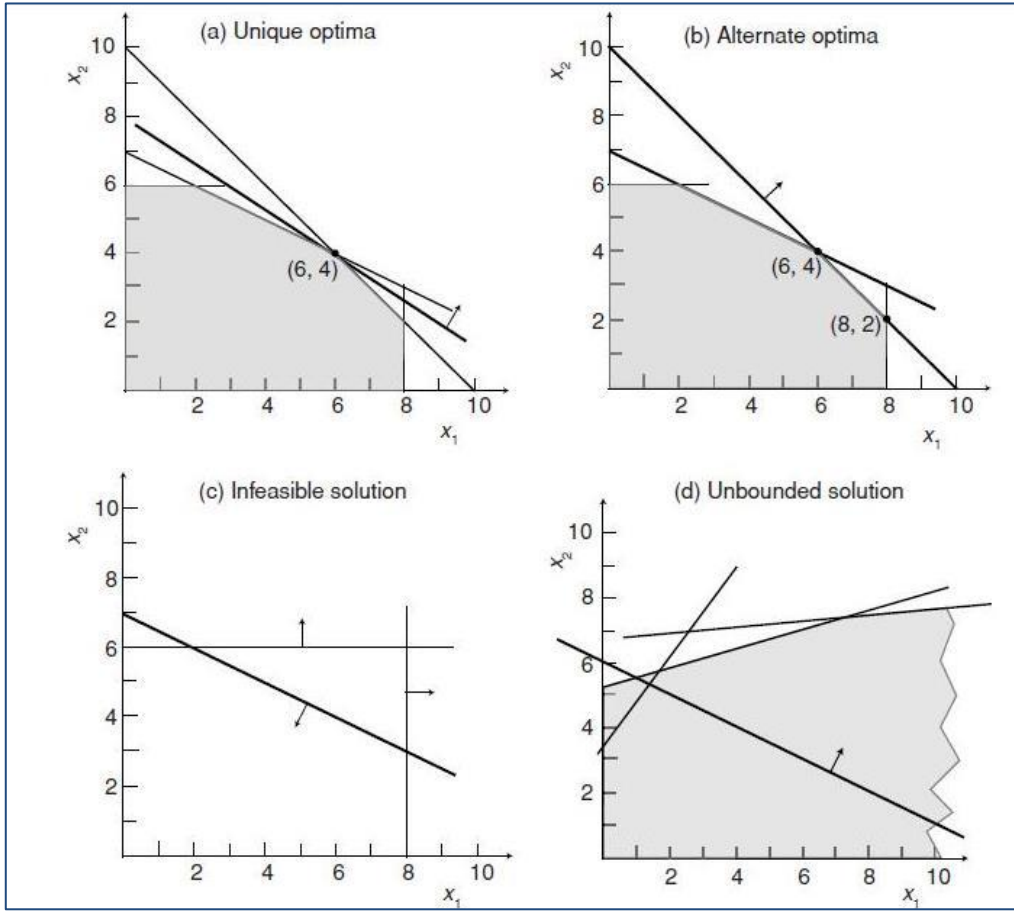 (a) Unique optima
x₂
10
8
6
4
2
(6, 4)
2 4 6 8 10
x₁
(b) Alternate optima
x₂
10
8
6
4
2
(6, 4)
(8, 2)
2 4 6 8 10
x₁
(c) Infeasible solution
x₂
10
8
6
4
2
2 4 6 8 10
x₁
(d) Unbounded solution
x₂
10
8
6
4
2
2 4 6 8 10
x₁